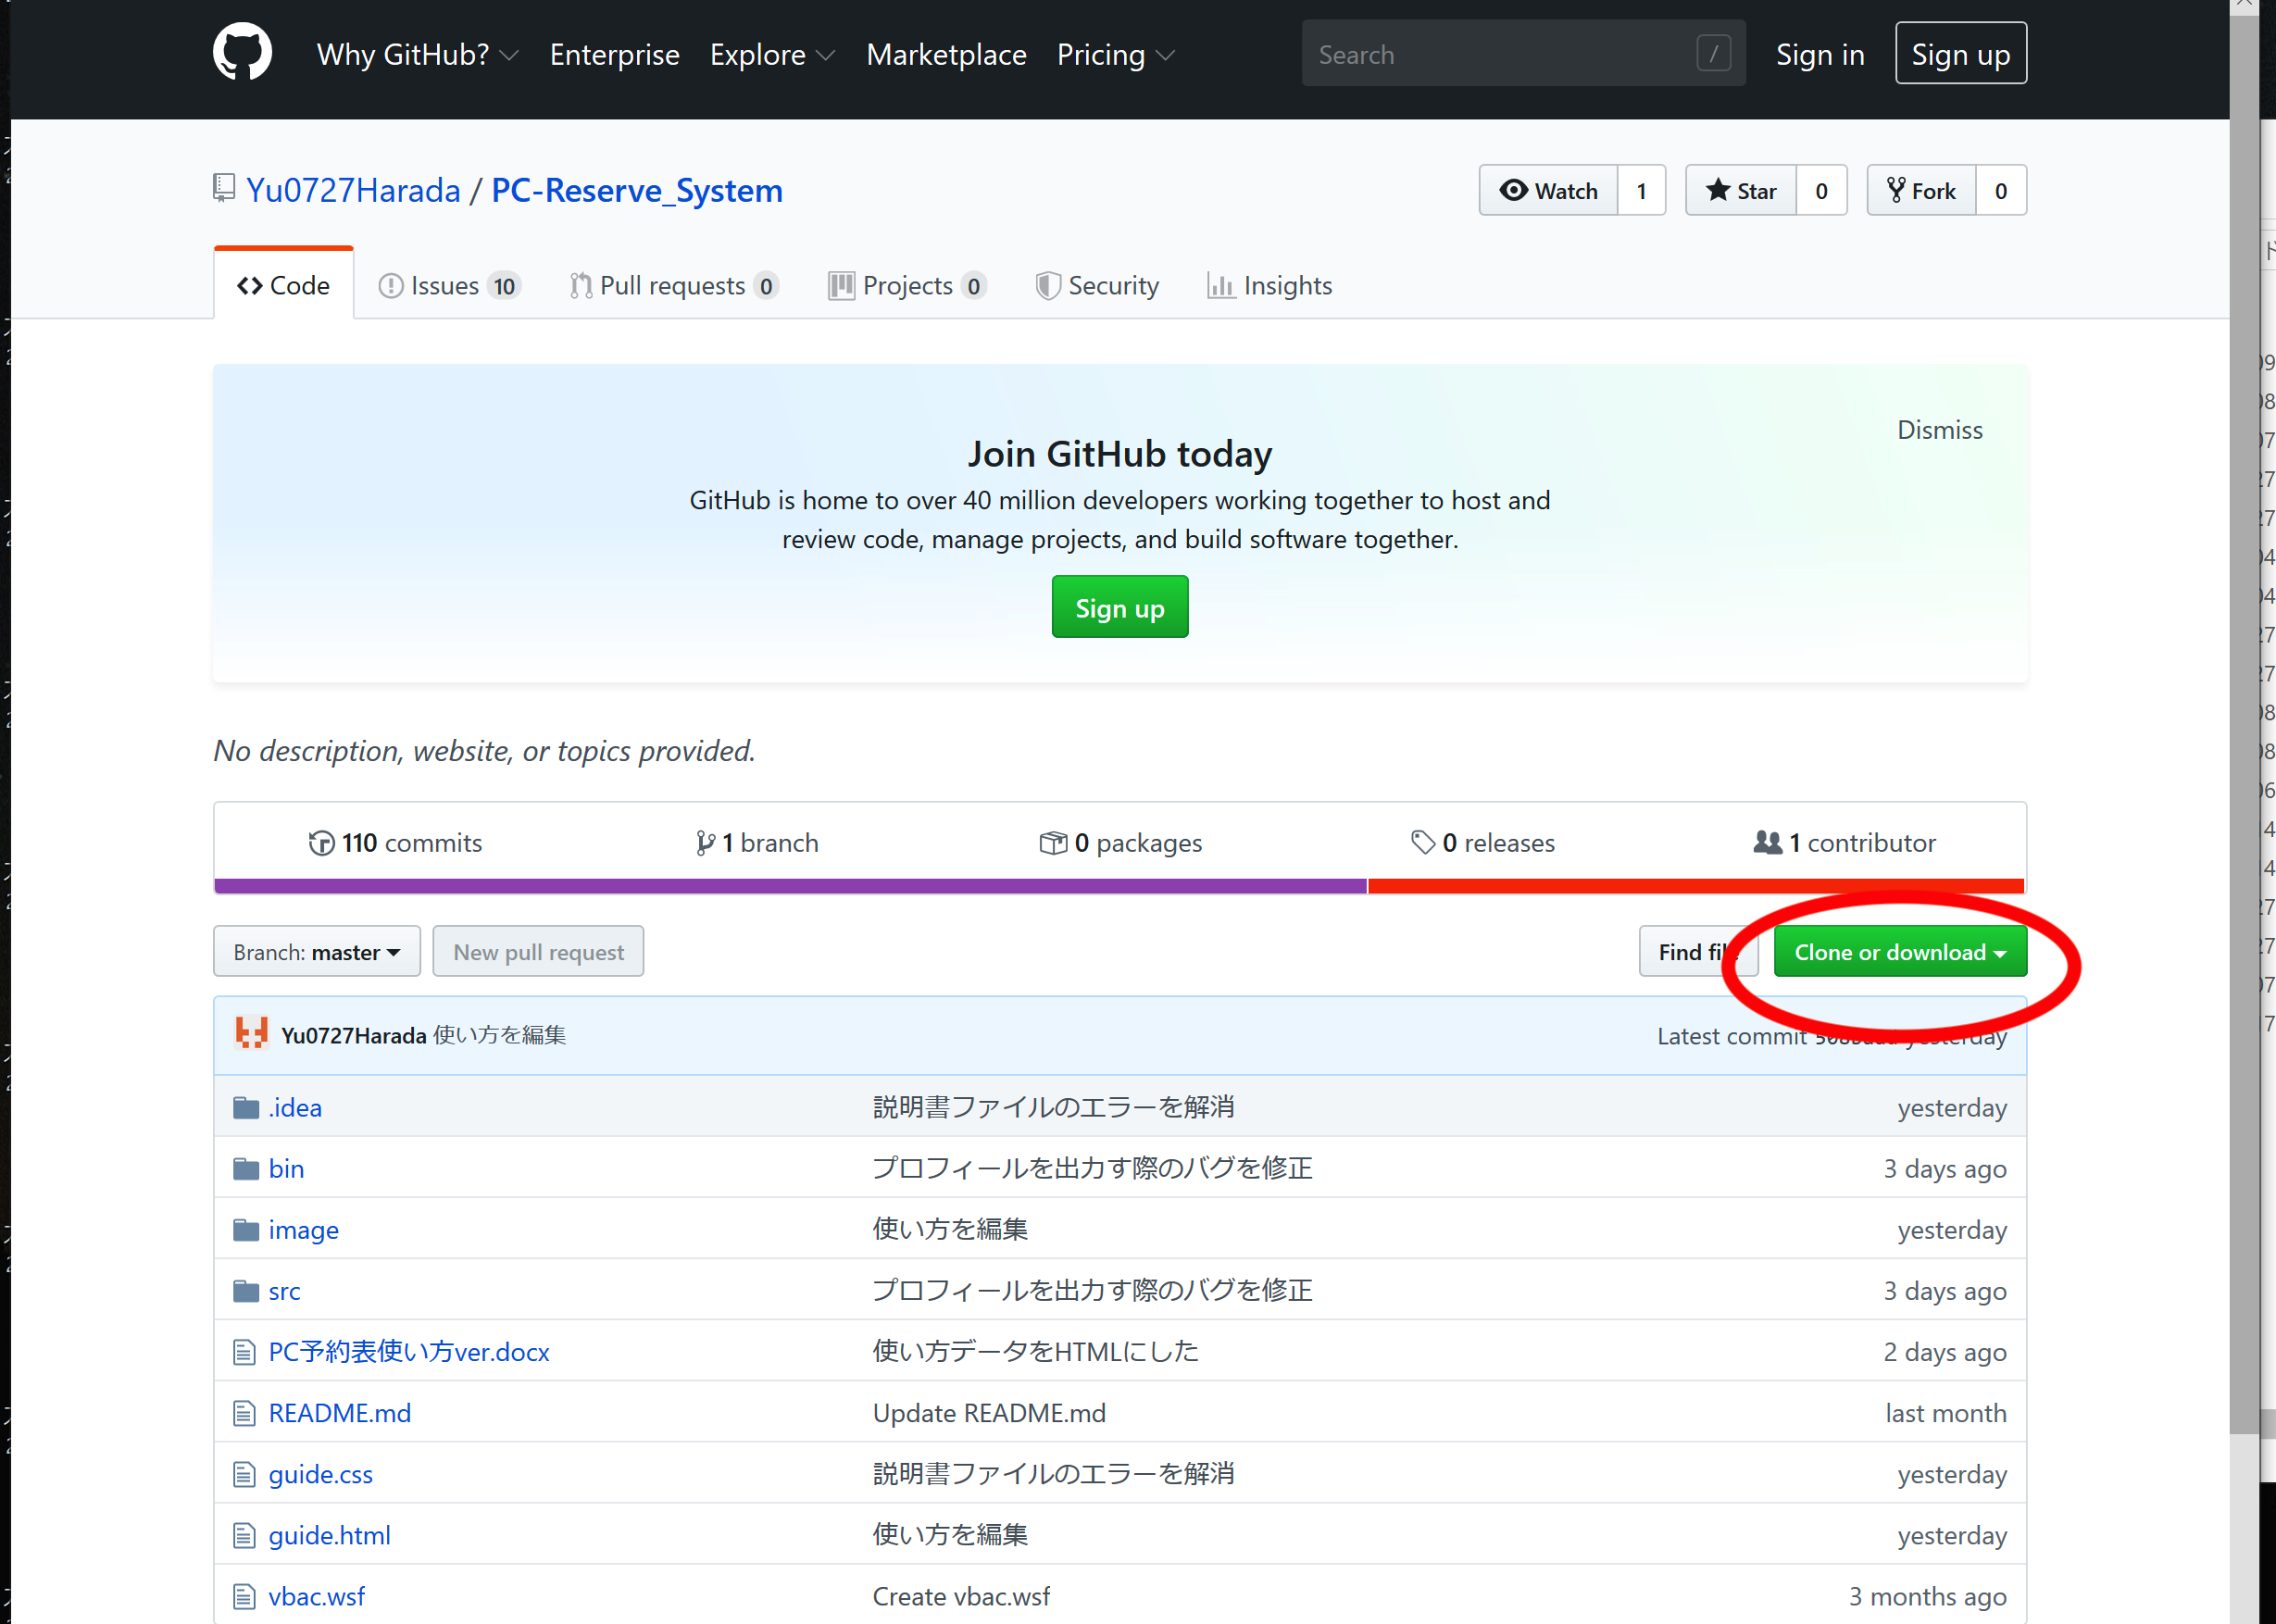 Why GitHub? Enterprise Explore Marketplace Pricing Search / Sign in Sign up
Yu0727Harada / PC-Reserve_System Watch 1 Star 0 Fork 0
Code Issues 10 Pull requests 0 Projects 0 Security Insights
Dismiss
Join GitHub today
GitHub is home to over 40 million developers working together to host and
review code, manage projects, and build software together.
Sign up
No description, website, or topics provided.
110 commits 1 branch 0 packages 0 releases 1 contributor
Branch: master New pull request Find file Clone or download
Yu0727Harada 使い方を編集 Latest commit yesterday
.idea 説明書ファイルのエラーを解消 yesterday
bin プロフィールを出力す際のバグを修正 3 days ago
image 使い方を編集 yesterday
src プロフィールを出力す際のバグを修正 3 days ago
PC予約表使い方ver.docx 使い方データをHTMLにした 2 days ago
README.md Update README.md last month
guide.css 説明書ファイルのエラーを解消 yesterday
guide.html 使い方を編集 yesterday
vbac.wsf Create vbac.wsf 3 months ago